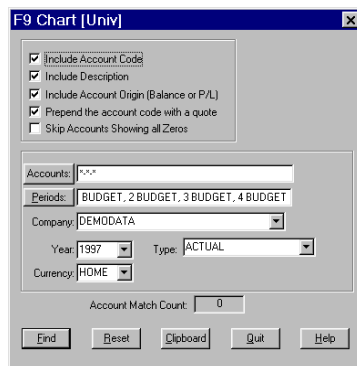 F9 Chart [Univ]
Include Account Code
Include Description
Include Account Origin (Balance or P/L)
Prepend the account code with a quote
Skip Accounts Showing all Zeros
Accounts: *-*-*
Periods: BUDGET, 2 BUDGET, 3 BUDGET, 4 BUDGET
Company: DEMODATA
Year: 1997 Type: ACTUAL
Currency: HOME
Account Match Count: 0
Find Reset Clipboard Quit Help